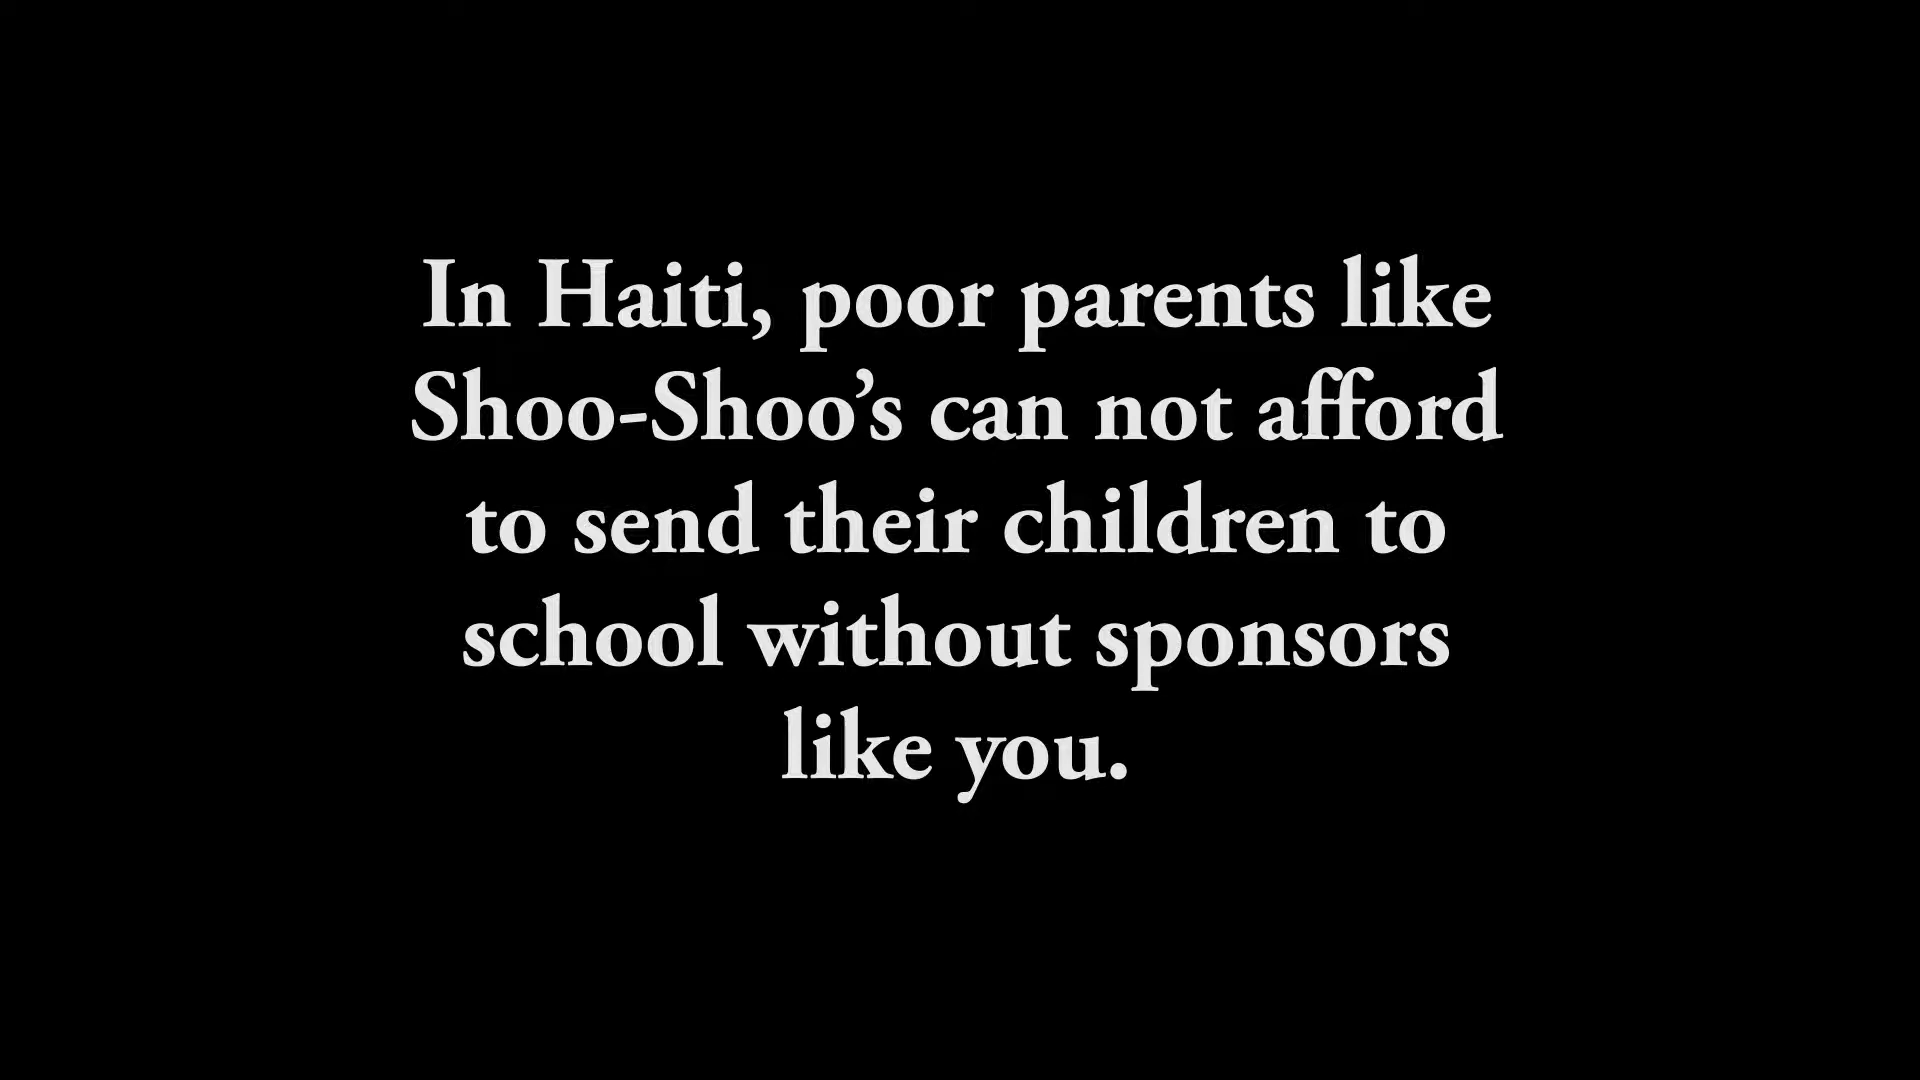 In Haiti, poor parents like
Shoo-Shoo’s can not afford
to send their children to
school without sponsors
like you.